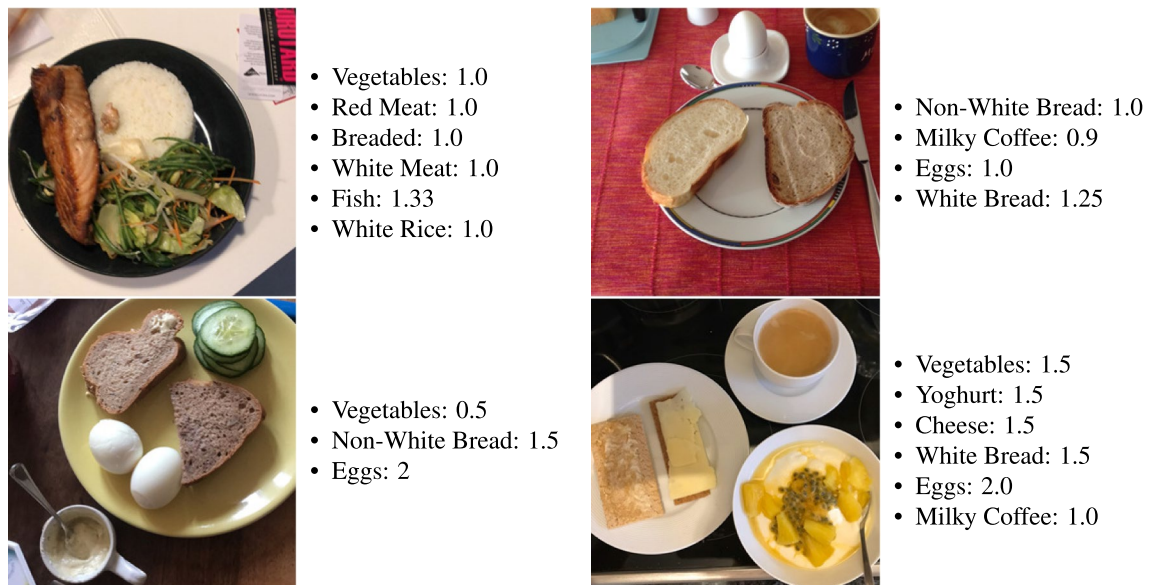 • Vegetables: 1.0
• Red Meat: 1.0
• Breaded: 1.0
• White Meat: 1.0
• Fish: 1.33
• White Rice: 1.0
• Non-White Bread: 1.0
• Milky Coffee: 0.9
• Eggs: 1.0
• White Bread: 1.25
• Vegetables: 0.5
• Non-White Bread: 1.5
• Eggs: 2
• Vegetables: 1.5
• Yoghurt: 1.5
• Cheese: 1.5
• White Bread: 1.5
• Eggs: 2.0
• Milky Coffee: 1.0